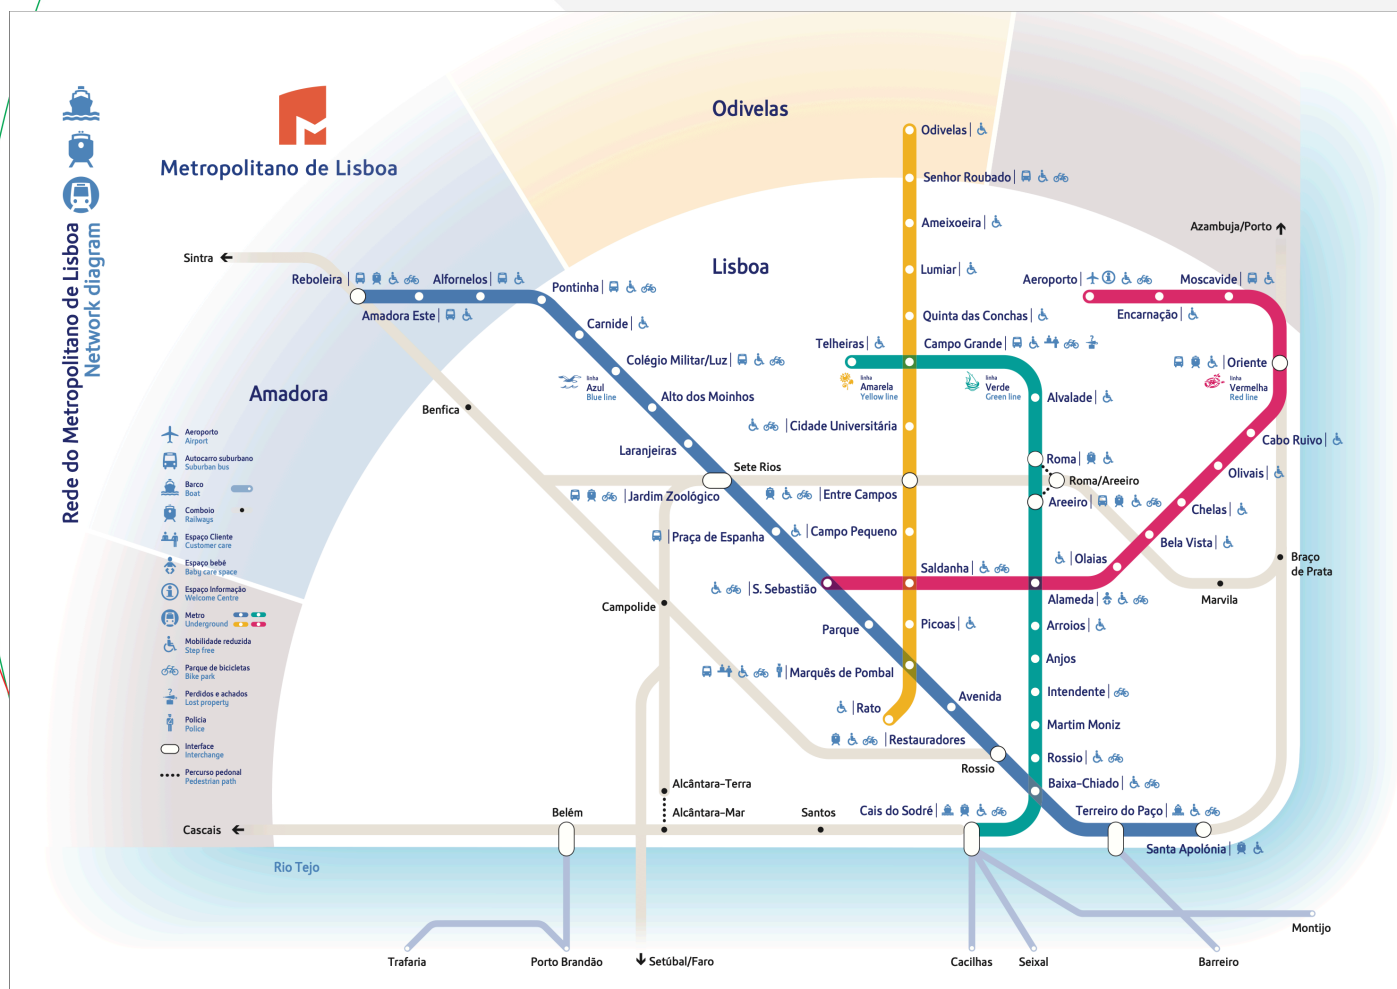 Rede do Metropolitano de Lisboa
Network diagram
Metropolitano de Lisboa
Odivelas
Lisboa
Amadora
Sintra
Reboleira
Alfornelos
Amadora Este
Pontinha
Carnide
Colégio Militar/Luz
Alto dos Moinhos
Laranjeiras
Sete Rios
Jardim Zoológico
Praça de Espanha
S. Sebastião
Parque
Marquês de Pombal
Avenida
Restauradores
Rossio
Baixa-Chiado
Terreiro do Paço
Santa Apolónia
linha
Azul
Blue line
Odivelas
Senhor Roubado
Ameixoeira
Lumiar
Quinta das Conchas
Campo Grande
Cidade Universitária
Entre Campos
Campo Pequeno
Saldanha
Picoas
Rato
linha
Amarela
Yellow line
Telheiras
Alvalade
Roma
Roma/Areeiro
Areeiro
Alameda
Arroios
Anjos
Intendente
Martim Moniz
Rossio
Cais do Sodré
linha
Verde
Green line
Aeroporto
Encarnação
Moscavide
Oriente
Cabo Ruivo
Olivais
Chelas
Bela Vista
Olaias
linha
Vermelha
Red line
Azambuja/Porto
Braço
de Prata
Marvila
Benfica
Campolide
Alcântara-Terra
Alcântara-Mar
Santos
Belém
Cascais
Rio Tejo
Trafaria
Porto Brandão
Setúbal/Faro
Cacilhas
Seixal
Barreiro
Montijo
Aeroporto
Airport
Autocarro suburbano
Suburban bus
Barco
Boat
Comboio
Railways
Espaço Cliente
Customer care
Espaço bebé
Baby care space
Espaço Informação
Welcome Centre
Metro
Underground
Mobilidade reduzida
Step free
Parque de bicicletas
Bike park
Perdidos e achados
Lost property
Polícia
Police
Interface
Interchange
Percurso pedonal
Pedestrian path